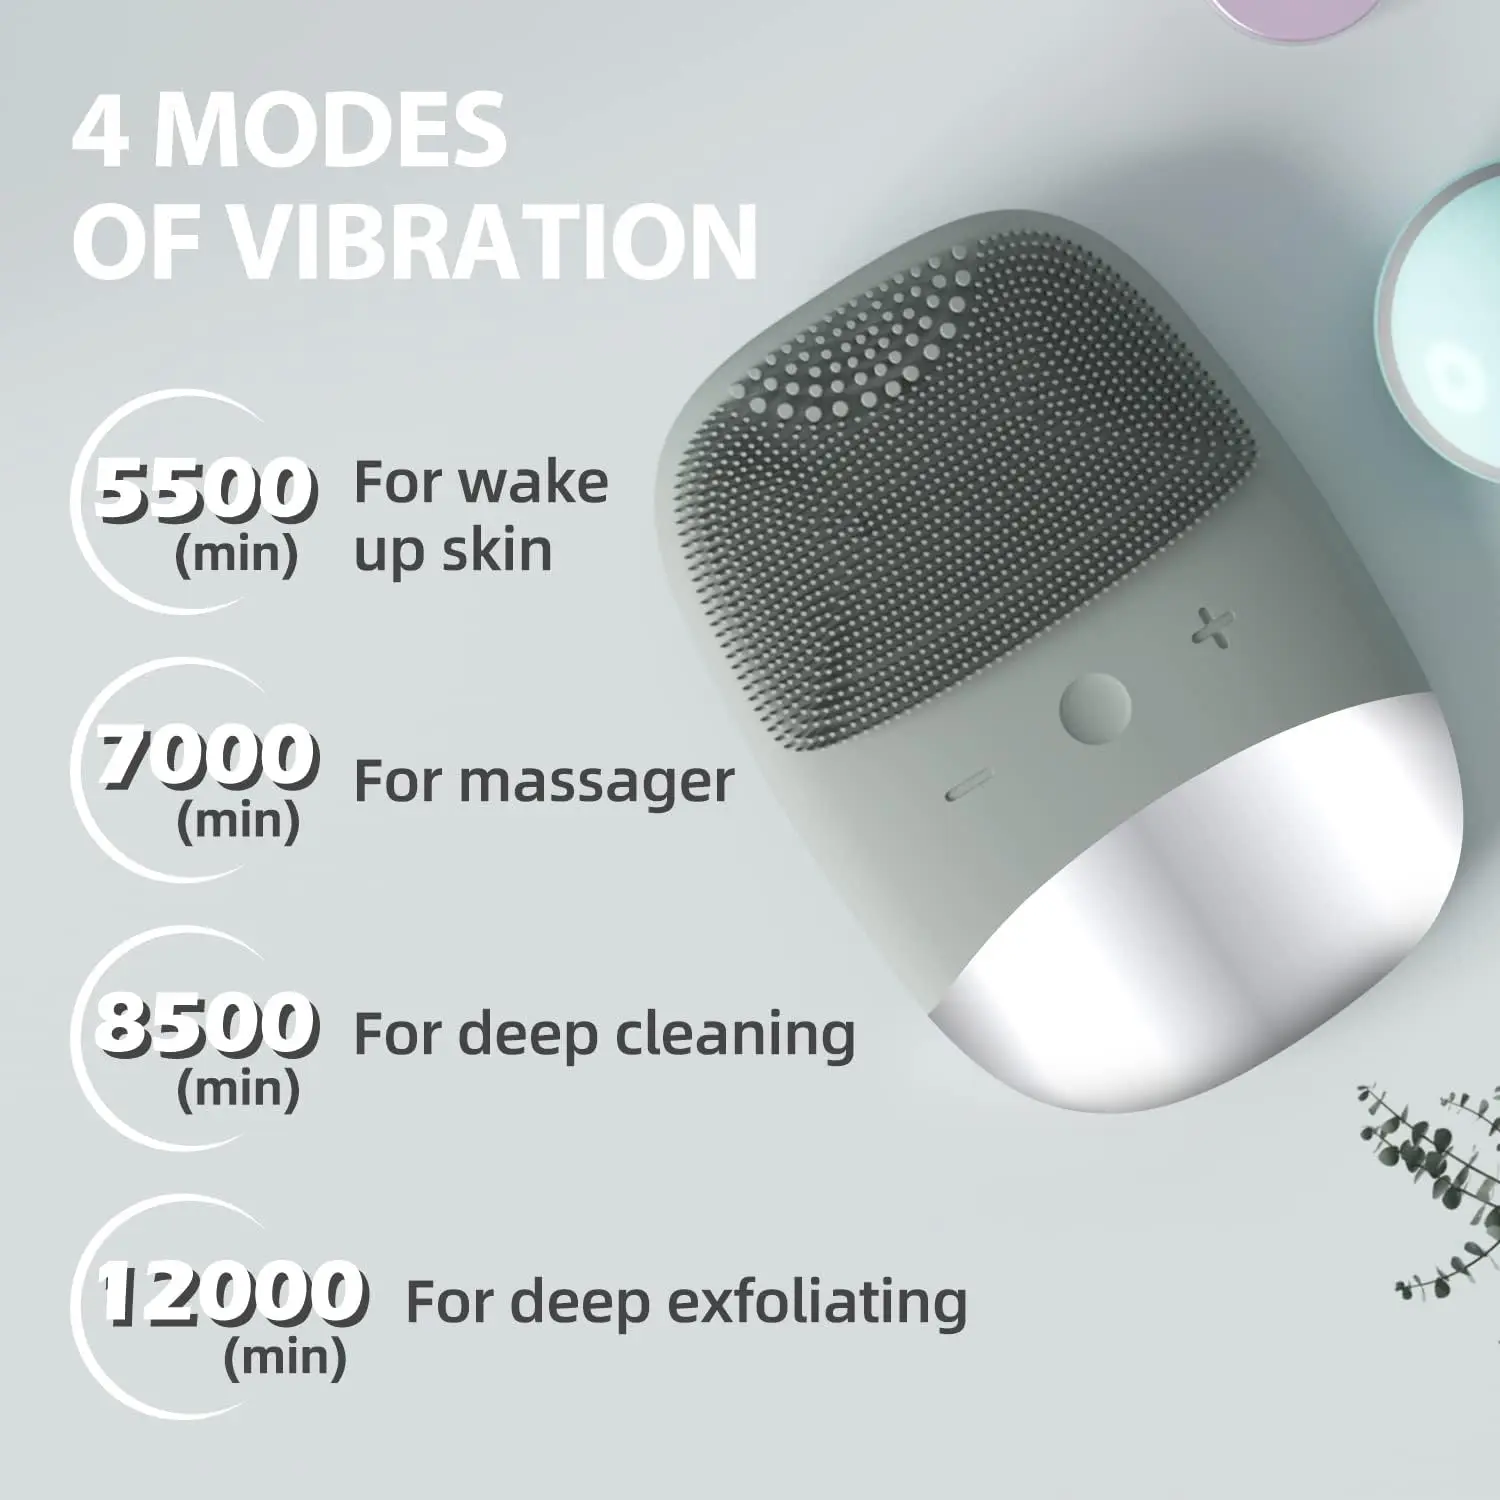 4 MODES
OF VIBRATION
5500
(min)
For wake
up skin
7000
(min)
For massager
8500
(min)
For deep cleaning
12000
(min)
For deep exfoliating